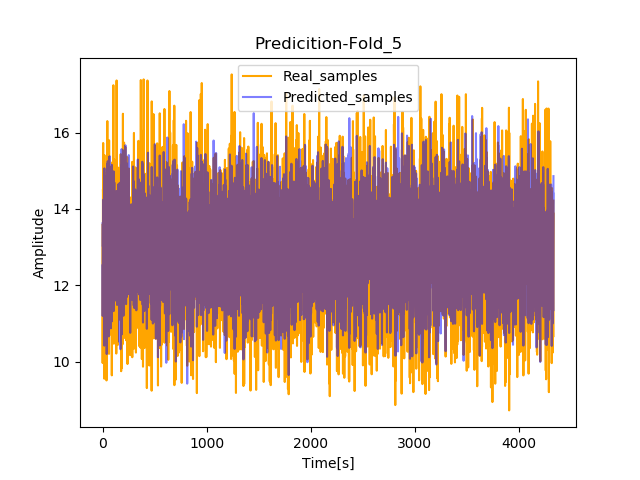 Predicition-Fold_5
Real_samples
Predicted_samples
16
14
12
10
Amplitude
0 1000 2000 3000 4000
Time[s]